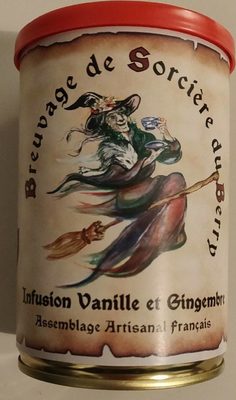 Breuvage de Sorcière du Berry
Infusion Vanille et Gingembre
Assemblage Artisanal Français